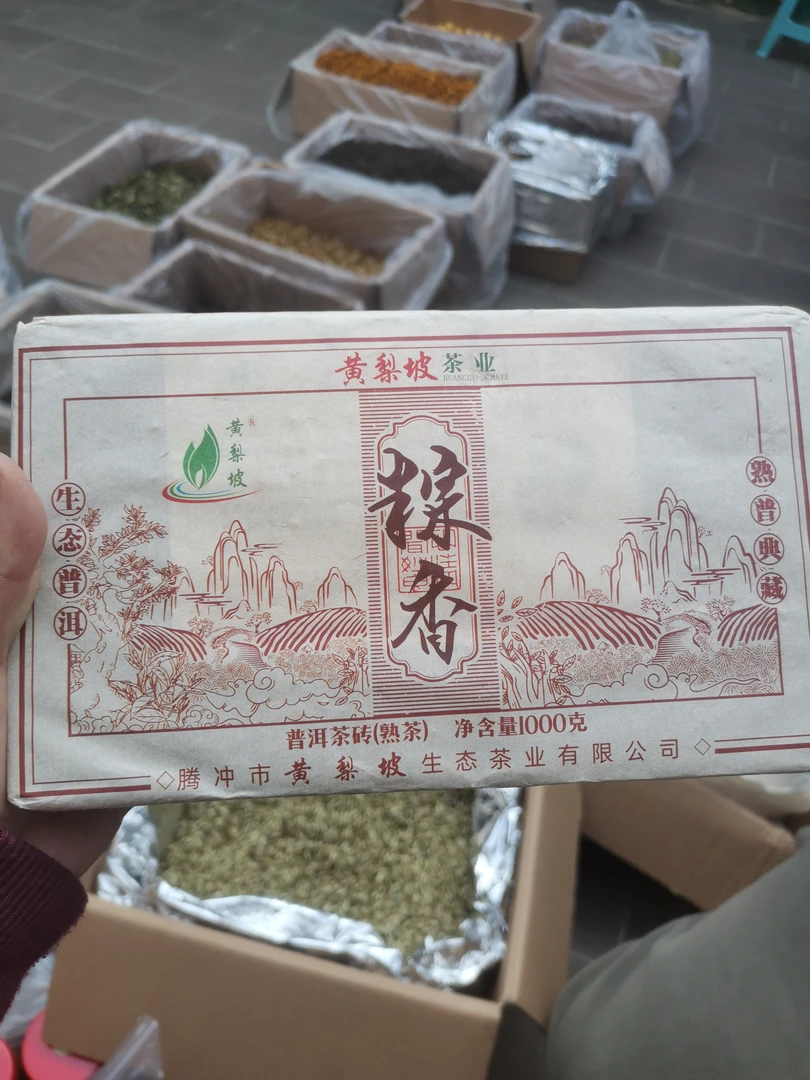 黄梨坡茶业
黄梨坡
®
生态普洱
粽香
熟普典藏
普洱茶砖(熟茶) 净含量1000克
腾冲市黄梨坡生态茶业有限公司